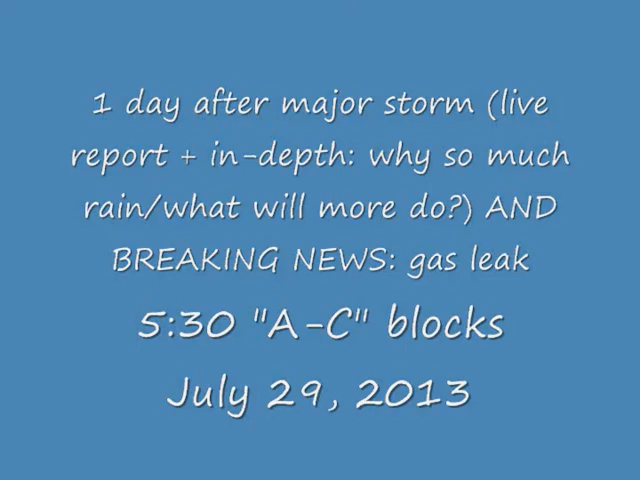 1 day after major storm (live
report + in-depth: why so much
rain/what will more do?) AND
BREAKING NEWS: gas leak
5:30 "A-C" blocks
July 29, 2013